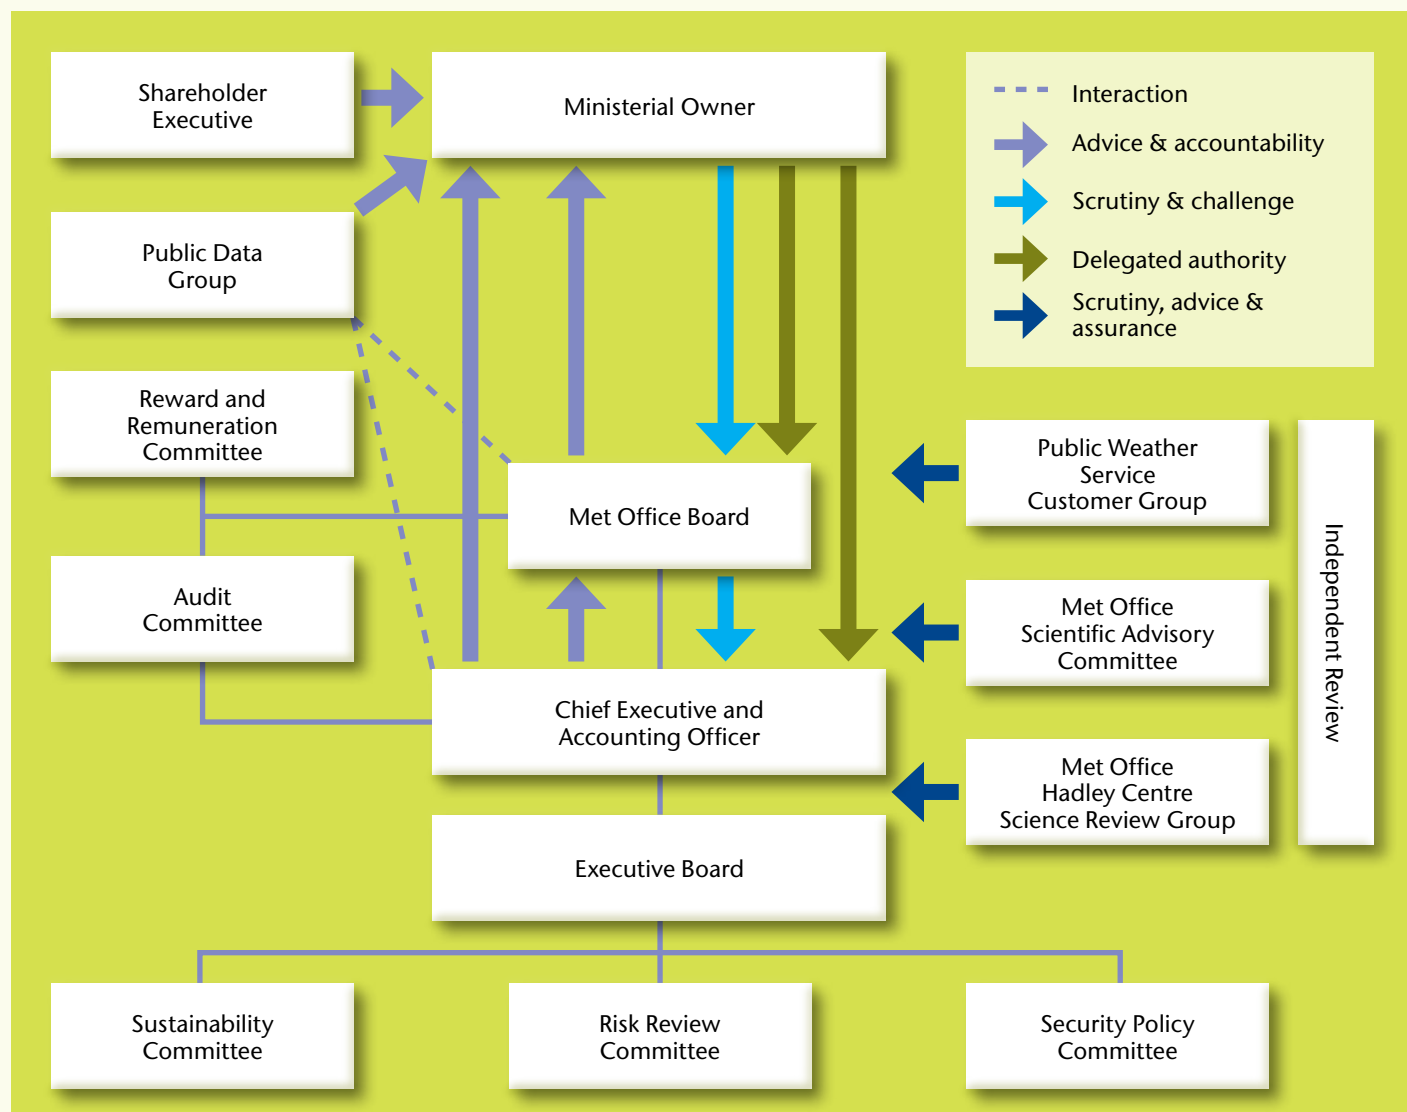 Shareholder
Executive
Ministerial Owner
Interaction
Advice & accountability
Scrutiny & challenge
Delegated authority
Scrutiny, advice &
assurance
Public Data
Group
Reward and
Remuneration
Committee
Met Office Board
Public Weather
Service
Customer Group
Independent Review
Audit
Committee
Met Office
Scientific Advisory
Committee
Chief Executive and
Accounting Officer
Met Office
Hadley Centre
Science Review Group
Executive Board
Sustainability
Committee
Risk Review
Committee
Security Policy
Committee